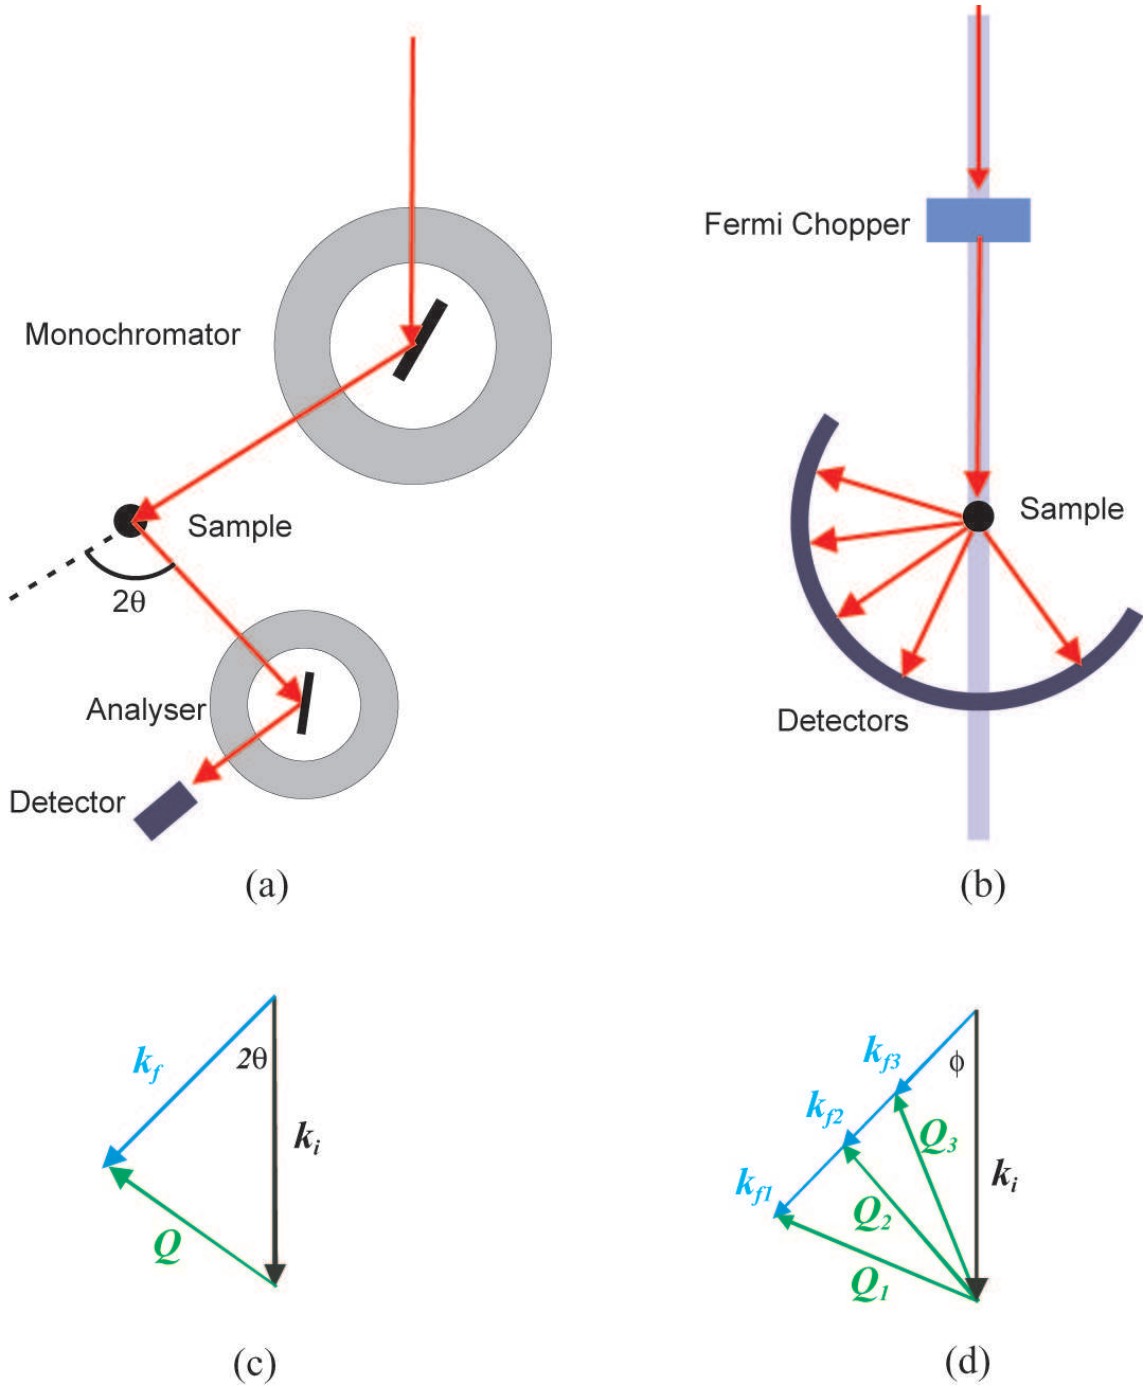 Fermi Chopper
Monochromator
Sample
Sample
2θ
Analyser
Detectors
Detector
(a)
(b)
k_f
2θ
k_i
Q
k_f3
ϕ
k_f2
Q_3
k_f1
Q_2
k_i
Q_1
(c)
(d)